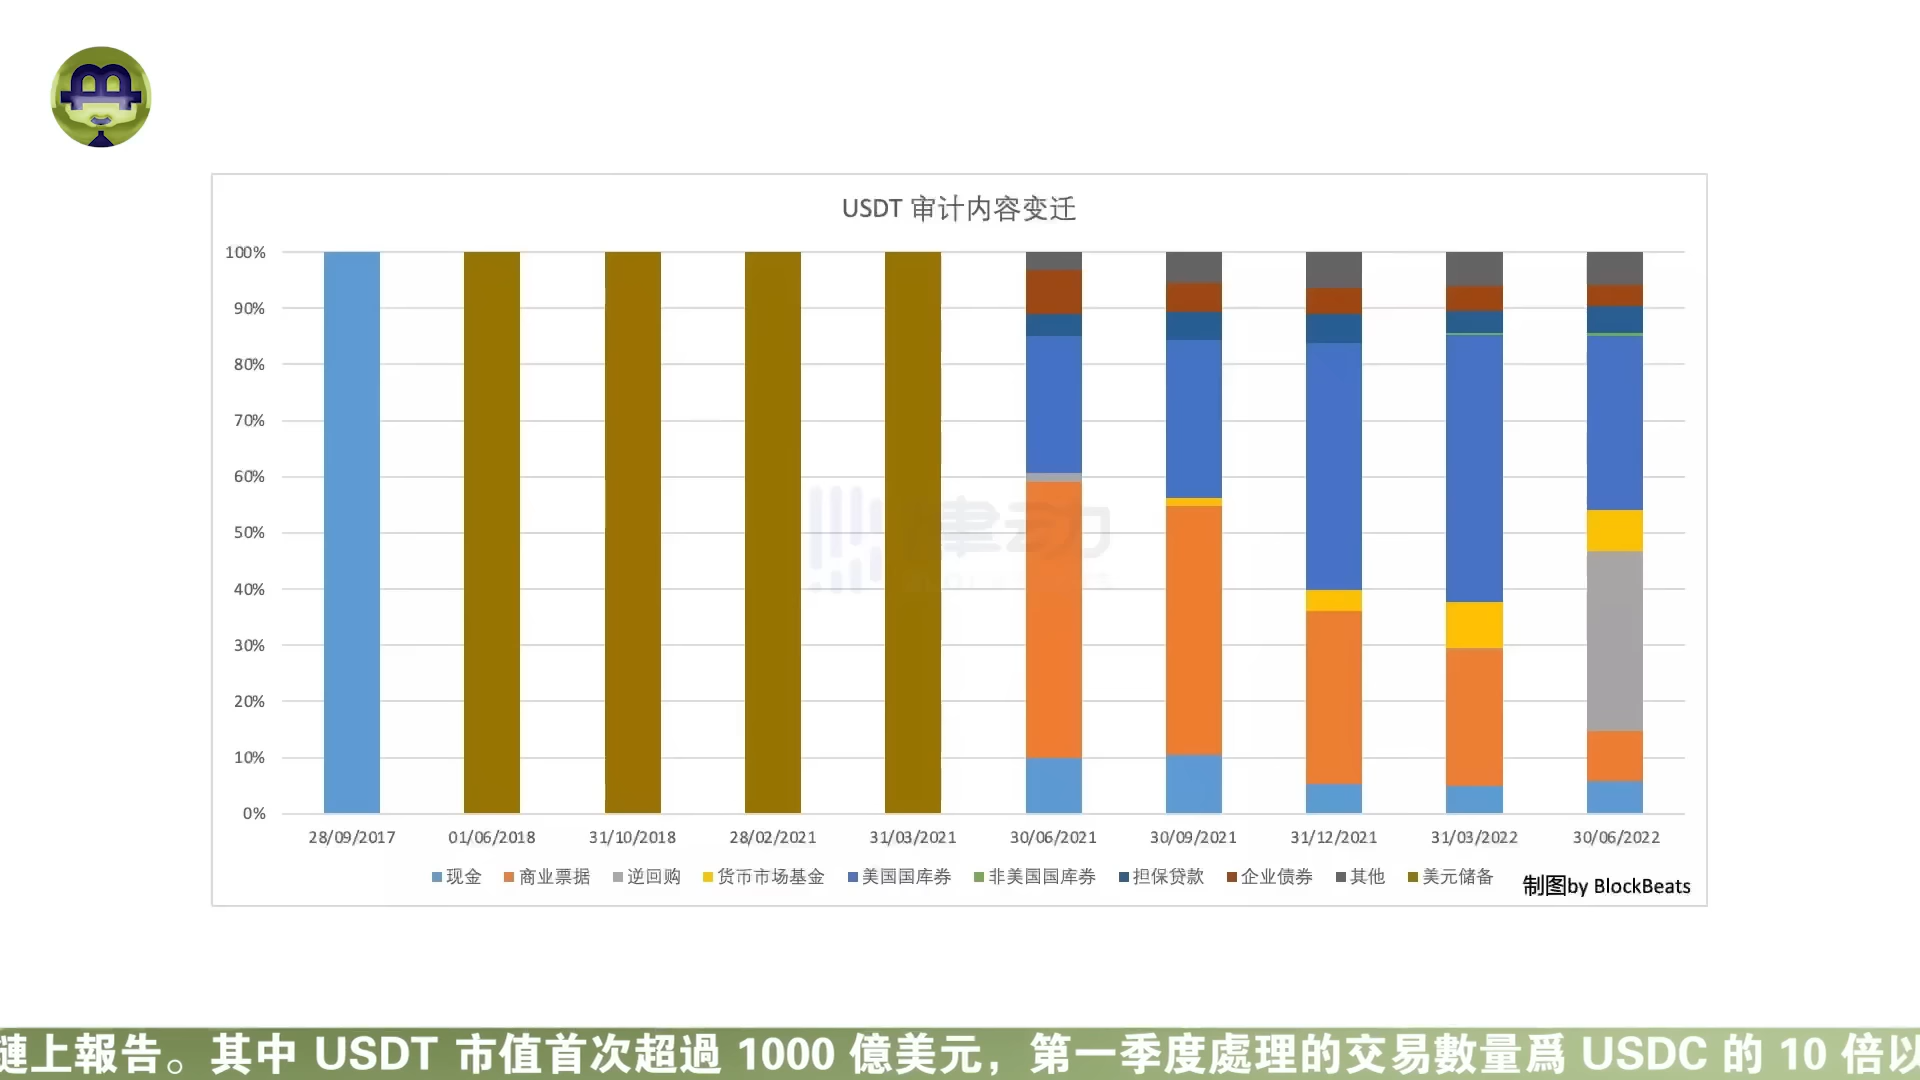 USDT 审计内容变迁
100%
90%
80%
70%
60%
50%
40%
30%
20%
10%
0%
28/09/2017 01/06/2018 31/10/2018 28/02/2021 31/03/2021 30/06/2021 30/09/2021 31/12/2021 31/03/2022 30/06/2022
现金 商业票据 逆回购 货币市场基金 美国国库券 非美国国库券 担保贷款 企业债券 其他 美元储备
制图by BlockBeats
律动
鏈上報告。其中 USDT 市值首次超過 1000 億美元，第一季度處理的交易數量爲 USDC 的 10 倍以